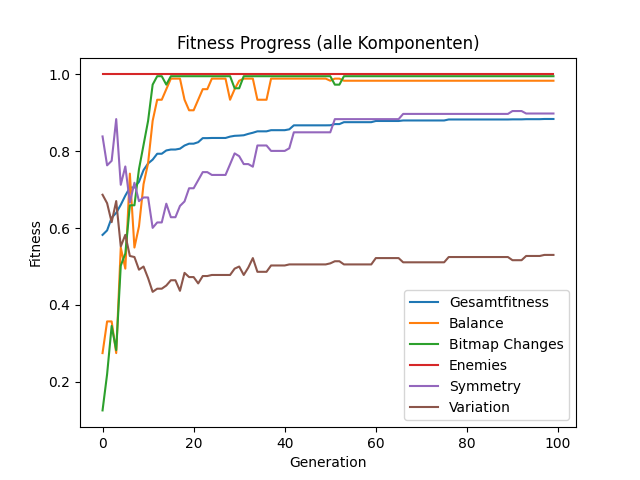 Fitness Progress (alle Komponenten)
Fitness
1.0
0.8
0.6
0.4
0.2
0 20 40 60 80 100
Generation
Gesamtfitness
Balance
Bitmap Changes
Enemies
Symmetry
Variation